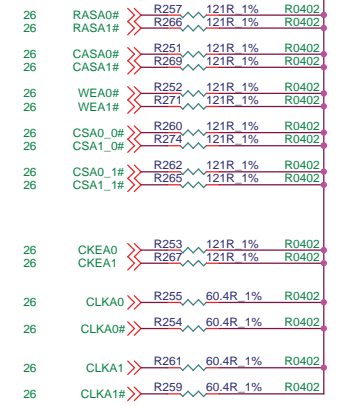 26 RASA0# R257 121R_1% R0402
26 RASA1# R266 121R_1% R0402
26 CASA0# R251 121R_1% R0402
26 CASA1# R269 121R_1% R0402
26 WEA0# R252 121R_1% R0402
26 WEA1# R271 121R_1% R0402
26 CSA0_0# R260 121R_1% R0402
26 CSA1_0# R274 121R_1% R0402
26 CSA0_1# R262 121R_1% R0402
26 CSA1_1# R265 121R_1% R0402
26 CKEA0 R253 121R_1% R0402
26 CKEA1 R267 121R_1% R0402
26 CLKA0 R255 60.4R_1% R0402
26 CLKA0# R254 60.4R_1% R0402
26 CLKA1 R261 60.4R_1% R0402
26 CLKA1# R259 60.4R_1% R0402